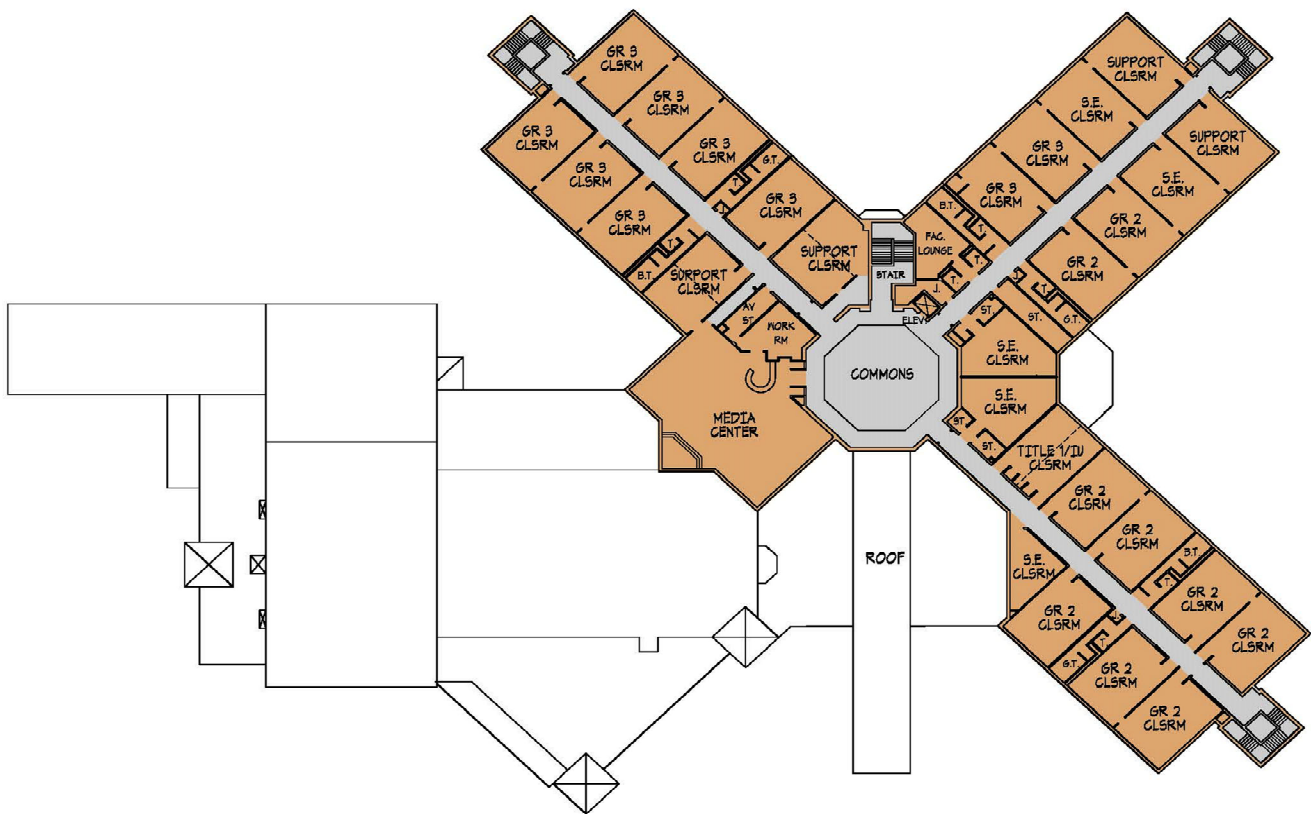 GR 3
CLSRM
GR 3
CLSRM
GR 3
CLSRM
G.T.
T.
J.
GR 3
CLSRM
SUPPORT
CLSRM
GR 3
CLSRM
GR 3
CLSRM
GR 3
CLSRM
T.
B.T.
SUPPORT
CLSRM
AV
ST.
WORK
RM
MEDIA
CENTER
COMMONS
STAIR
ELEV.
FAC.
LOUNGE
J.
T.
T.
B.T.
T.
GR 3
CLSRM
GR 3
CLSRM
S.E.
CLSRM
SUPPORT
CLSRM
SUPPORT
CLSRM
S.E.
CLSRM
GR 2
CLSRM
GR 2
CLSRM
J.
T.
G.T.
ST.
ST.
S.E.
CLSRM
S.E.
CLSRM
ST.
ST.
TITLE 1/IV
CLSRM
GR 2
CLSRM
GR 2
CLSRM
B.T.
T.
GR 2
CLSRM
GR 2
CLSRM
S.E.
CLSRM
GR 2
CLSRM
J.
T.
G.T.
GR 2
CLSRM
GR 2
CLSRM
ROOF